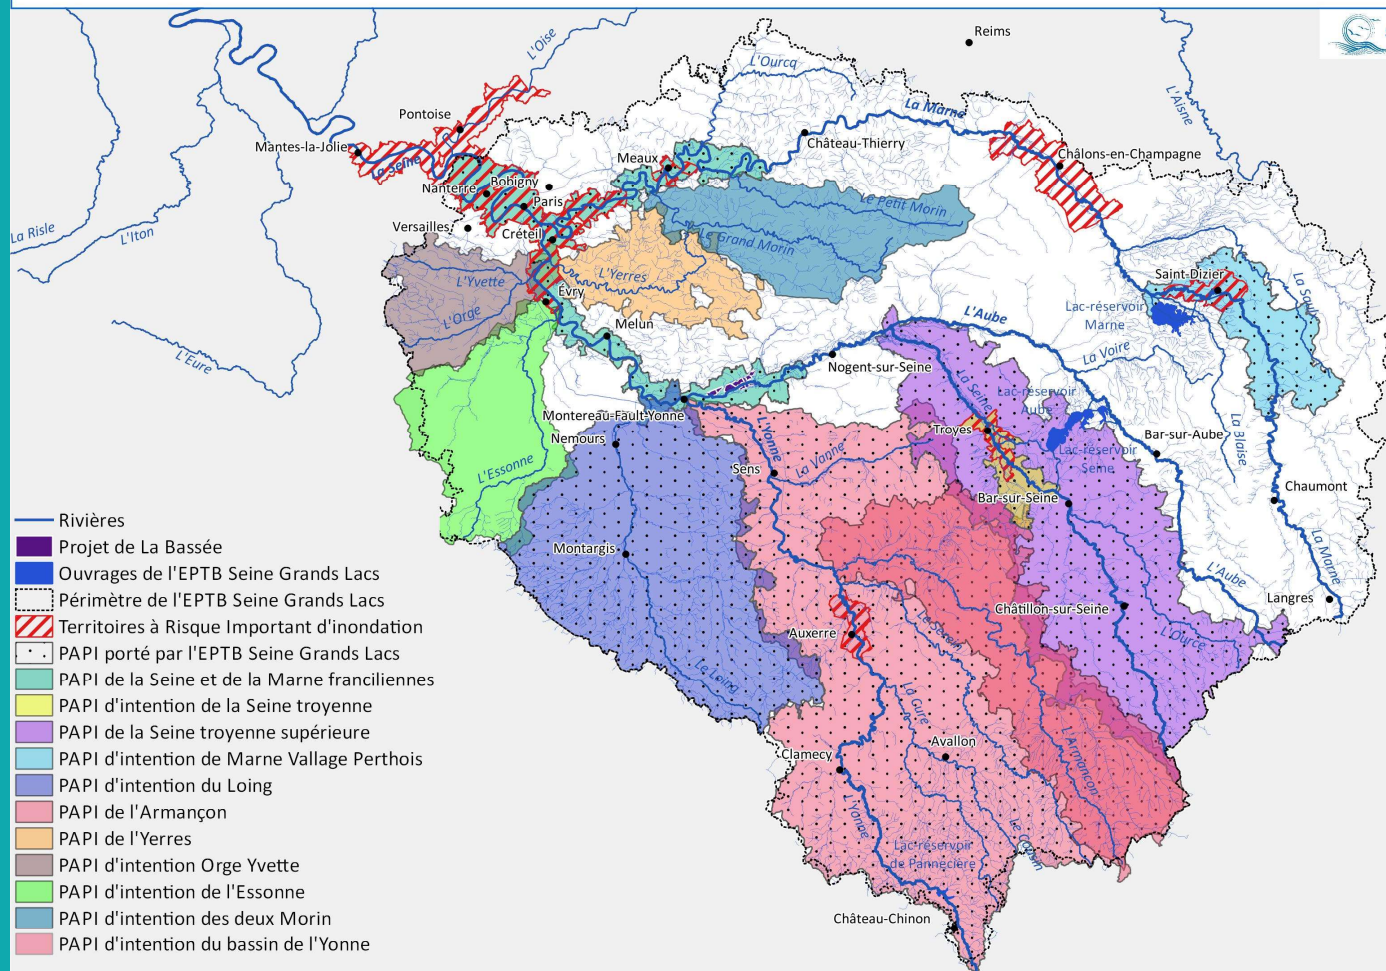 Reims
L'Oise
L'Ourcq
L'Aisne
Pontoise
La Marne
Mantes-la-Jolie
Château-Thierry
Châlons-en-Champagne
Meaux
La Seine
Nanterre
Bobigny
Paris
Le Petit Morin
Versailles
Créteil
Le Grand Morin
La Risle
L'Iton
L'Yvette
L'Yerres
Saint-Dizier
La Saulx
Évry
L'Orge
Lac-réservoir
Marne
L'Aube
Melun
L'Eure
La Voire
Nogent-sur-Seine
La Seine
Lac-réservoir
Aube
Montereau-Fault-Yonne
Nemours
L'Yonne
Troyes
Bar-sur-Aube
La Blaise
L'Essonne
Sens
La Vanne
Lac-réservoir
Seine
Bar-sur-Seine
Chaumont
Montargis
La Marne
L'Aube
Langres
Châtillon-sur-Seine
Auxerre
Le Serein
L'Ource
Le Loing
La Cure
Clamecy
Avallon
L'Armançon
L'Yonne
Le Cousin
Lac-réservoir
de Pannecière
Château-Chinon
Rivières
Projet de La Bassée
Ouvrages de l'EPTB Seine Grands Lacs
Périmètre de l'EPTB Seine Grands Lacs
Territoires à Risque Important d'inondation
PAPI porté par l'EPTB Seine Grands Lacs
PAPI de la Seine et de la Marne franciliennes
PAPI d'intention de la Seine troyenne
PAPI de la Seine troyenne supérieure
PAPI d'intention de Marne Vallage Perthois
PAPI d'intention du Loing
PAPI de l'Armançon
PAPI de l'Yerres
PAPI d'intention Orge Yvette
PAPI d'intention de l'Essonne
PAPI d'intention des deux Morin
PAPI d'intention du bassin de l'Yonne